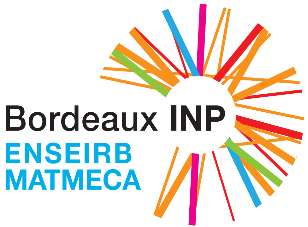 Bordeaux INP
ENSEIRB
MATMECA